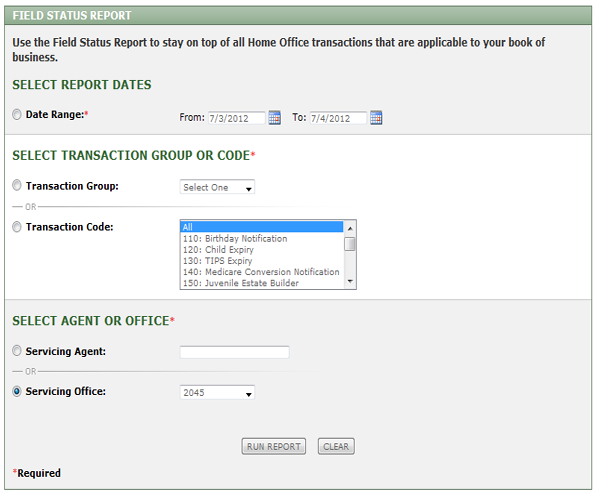 FIELD STATUS REPORT
Use the Field Status Report to stay on top of all Home Office transactions that are applicable to your book of
business.
SELECT REPORT DATES
Date Range:* From: 7/3/2012 To: 7/4/2012
SELECT TRANSACTION GROUP OR CODE*
Transaction Group: Select One
OR
Transaction Code: All
110: Birthday Notification
120: Child Expiry
130: TIPS Expiry
140: Medicare Conversion Notification
150: Juvenile Estate Builder
SELECT AGENT OR OFFICE*
Servicing Agent:
OR
Servicing Office: 2045
RUN REPORT CLEAR
*Required